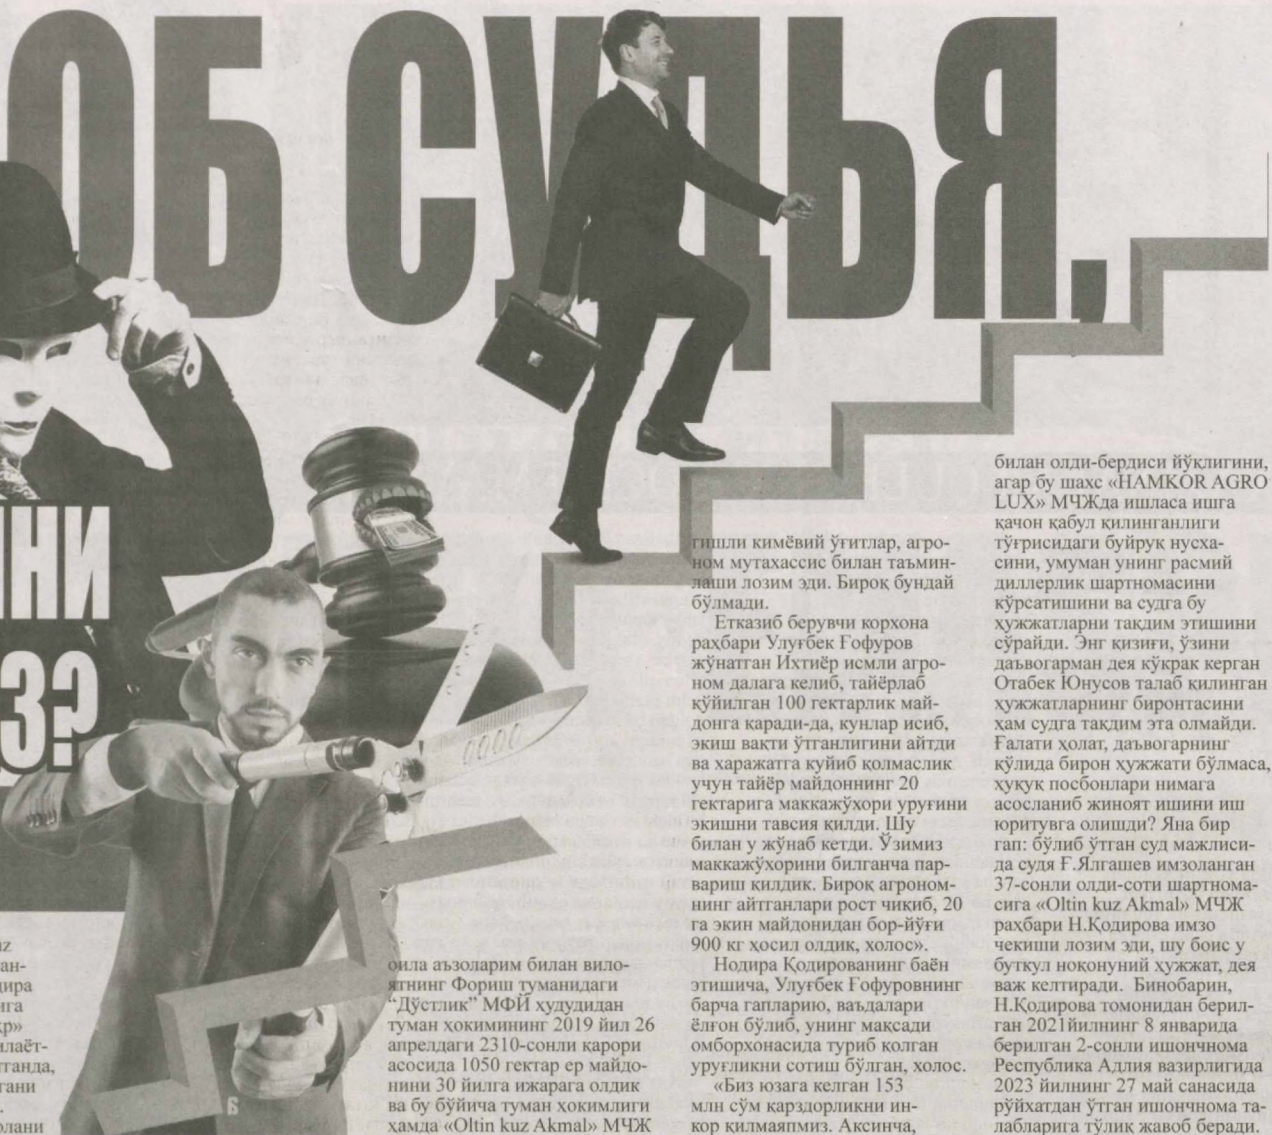 ОБ СУДЬЯ,
ИНИ
З?
нига
илаёт-
гани
оила аъзоларим билан вило-
ятнинг Фориш туманидаги
“Дўстлик” МФЙ ҳудудидан
туман ҳокимининг 2019 йил 26
апрелдаги 2310-сонли қарори
асосида 1050 гектар ер майдо-
нини 30 йилга ижарага олдик
ва бу бўйича туман ҳокимлиги
ҳамда «Oltin kuz Akmal» МЧЖ
гишли кимёвий ўғитлар, агро-
ном мутахассис билан таъмин-
лаши лозим эди. Бироқ бундай
бўлмади.
Етказиб берувчи корхона
раҳбари Улуғбек Ғофуров
жўнатган Ихтиёр исмли агро-
ном далага келиб, тайёрлаб
қўйилган 100 гектарлик май-
донга қаради-да, кунлар исиб,
экиш вақти ўтганлигини айтди
ва харажатга куйиб қолмаслик
учун тайёр майдоннинг 20
гектарига маккажўхори уруғини
экишни тавсия қилди. Шу
билан у жўнаб кетди. Ўзимиз
маккажўхорини билганча пар-
вариш қилдик. Бироқ агроном-
нинг айтганлари рост чиқиб, 20
га экин майдонидан бор-йўғи
900 кг ҳосил олдик, холос».
Нодира Қодированинг баён
этишича, Улуғбек Ғофуровнинг
барча гапларию, ваъдалари
ёлғон бўлиб, унинг мақсади
омборхонасида туриб қолган
уруғликни сотиш бўлган, холос.
«Биз юзага келган 153
млн сўм қарздорликни ин-
кор қилмаяпмиз. Аксинча,
билан олди-бердиси йўқлигини,
агар бу шахс «HAMKOR AGRO
LUX» МЧЖда ишласа ишга
қачон қабул қилинганлиги
тўғрисидаги буйруқ нусха-
сини, умуман унинг расмий
диллерлик шартномасини
кўрсатишини ва судга бу
ҳужжатларни тақдим этишини
сўрайди. Энг қизиғи, ўзини
даъвогарман дея кўкрак керган
Отабек Юнусов талаб қилинган
ҳужжатларнинг биронтасини
ҳам судга тақдим эта олмайди.
Ғалати ҳолат, даъвогарнинг
қўлида бирон ҳужжати бўлмаса,
ҳуқуқ посбонлари нимага
асосланиб жиноят ишини иш
юритувга олишди? Яна бир
гап: бўлиб ўтган суд мажлиси-
да судя Ғ.Ялгашев имзоланган
37-сонли олди-соти шартнома-
сига «Oltin kuz Akmal» МЧЖ
раҳбари Н.Қодирова имзо
чекиши лозим эди, шу боис у
буткул ноқонуний ҳужжат, дея
важ келтиради. Бинобарин,
Н.Қодирова томонидан берил-
ган 2021йилнинг 8 январида
берилган 2-сонли ишончнома
Республика Адлия вазирлигида
2023 йилнинг 27 май санасида
рўйхатдан ўтган ишончнома та-
лабларига тўлиқ жавоб беради.